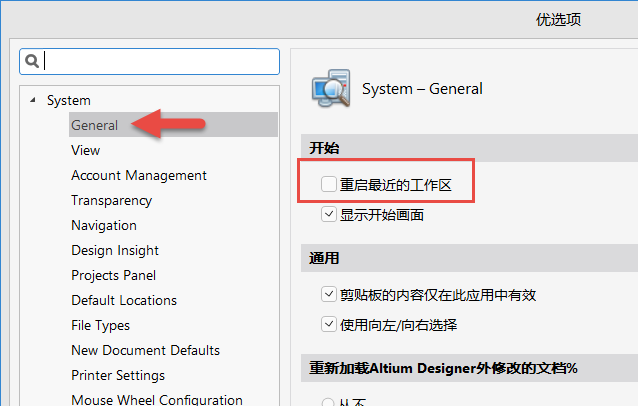 优选项
System
General
View
Account Management
Transparency
Navigation
Design Insight
Projects Panel
Default Locations
File Types
New Document Defaults
Printer Settings
Mouse Wheel Configuration
System – General
开始
重启最近的工作区
显示开始画面
通用
剪贴板的内容仅在此应用中有效
使用向左/向右选择
重新加载Altium Designer外修改的文档%
从不